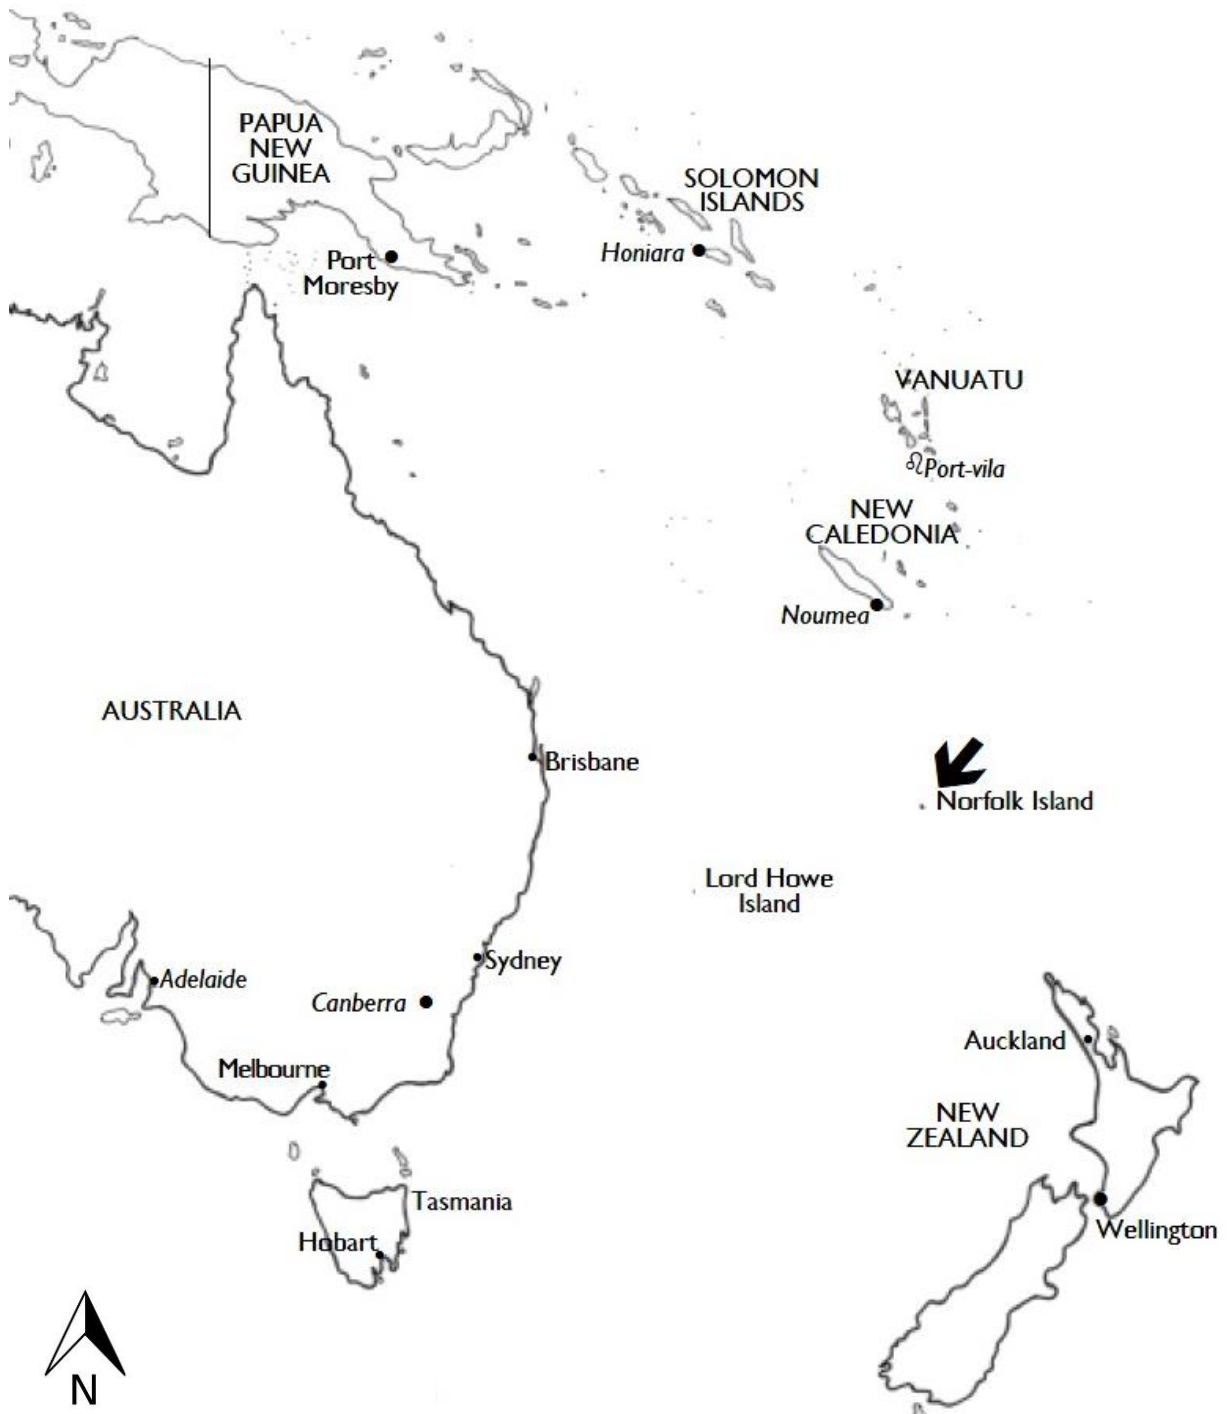 PAPUA
NEW
GUINEA
SOLOMON
ISLANDS
Honiara
Port
Moresby
VANUATU
Port-vila
NEW
CALEDONIA
Noumea
AUSTRALIA
Brisbane
Norfolk Island
Lord Howe
Island
Sydney
Adelaide
Canberra
Auckland
Melbourne
NEW
ZEALAND
Tasmania
Wellington
Hobart
N